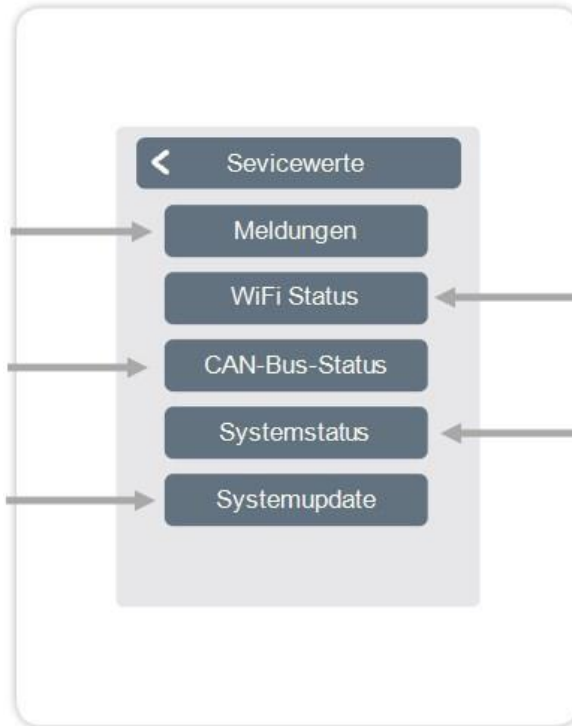 Sevicewerte
Meldungen
WiFi Status
CAN-Bus-Status
Systemstatus
Systemupdate